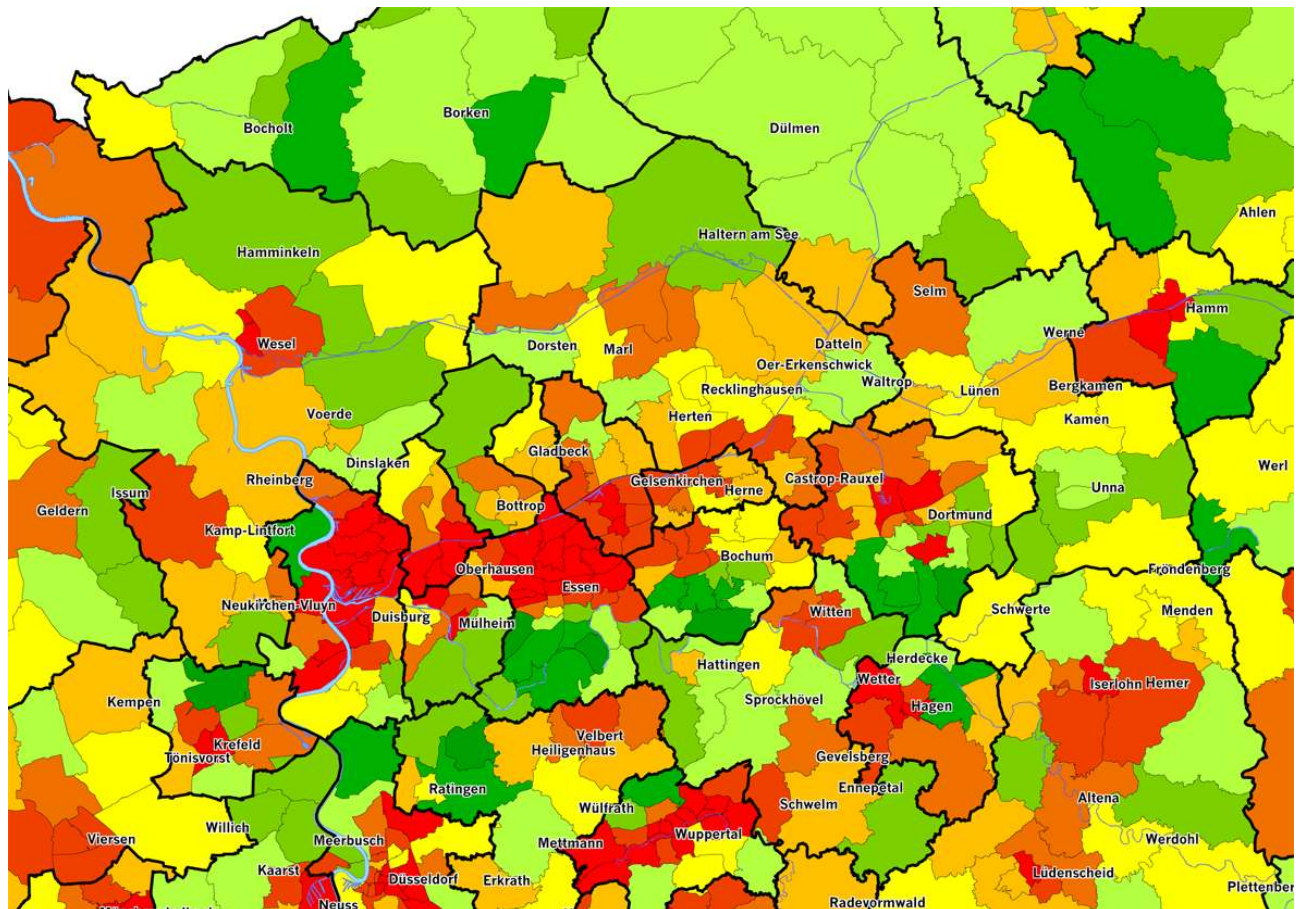 Borken
Bocholt
Dülmen
Ahlen
Haltern am See
Hamminkeln
Selm
Hamm
Werne
Wesel
Datteln
Dorsten
Marl
Oer-Erkenschwick
Waltrop
Bergkamen
Recklinghausen
Lünen
Voerde
Herten
Kamen
Gladbeck
Dinslaken
Werl
Rheinberg
Gelsenkirchen
Castrop-Rauxel
Unna
Issum
Herne
Geldern
Bottrop
Dortmund
Kamp-Lintfort
Bochum
Oberhausen
Fröndenberg
Essen
Neukirchen-Vluyn
Schwerte
Menden
Witten
Duisburg
Mülheim
Herdecke
Hattingen
Wetter
Iserlohn
Hemer
Sprockhövel
Kempen
Hagen
Velbert
Krefeld
Heiligenhaus
Gevelsberg
Tönisvorst
Ratingen
Ennepetal
Altena
Schwelm
Wülfrath
Willich
Wuppertal
Viersen
Meerbusch
Mettmann
Werdohl
Kaarst
Düsseldorf
Erkrath
Lüdenscheid
Plettenber
Radevormwald
Neuss